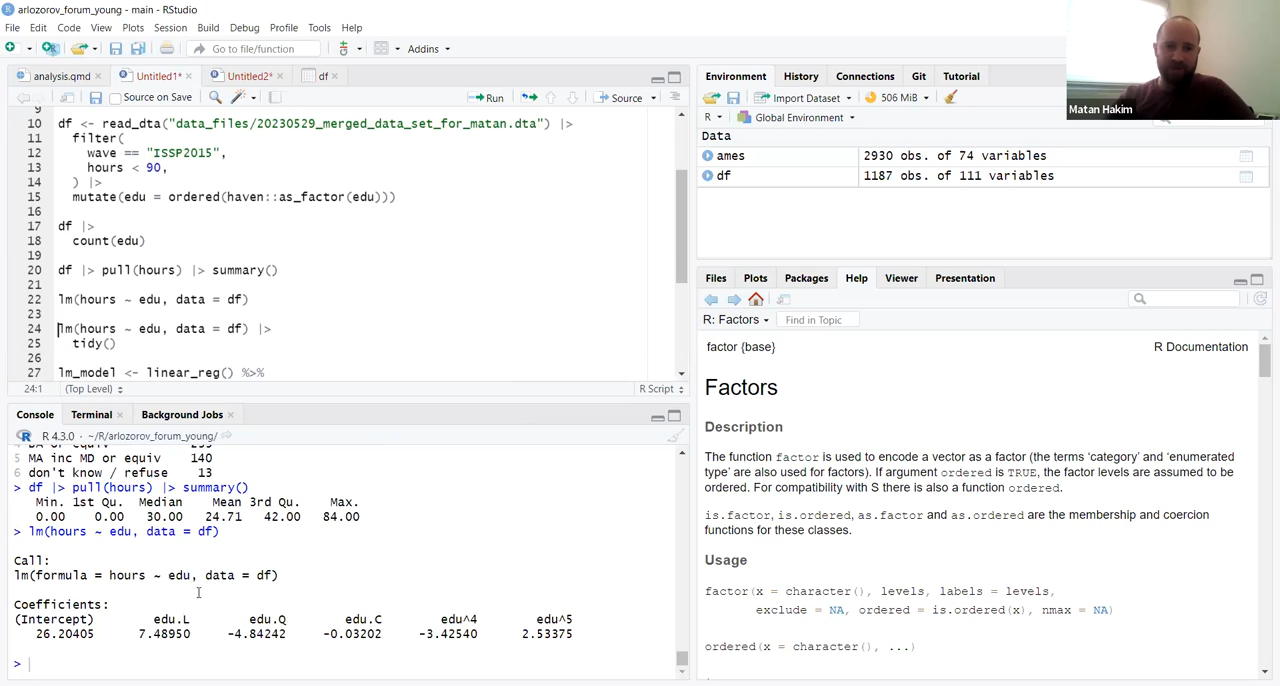 arlozorov_forum_young - main - RStudio
File Edit Code View Plots Session Build Debug Profile Tools Help
Go to file/function Addins
analysis.qmd Untitled1* Untitled2* df
Source on Save Run Source
9
10 df <- read_dta("data_files/20230529_merged_data_set_for_matan.dta") |>
11 filter(
12 wave == "ISSP2015",
13 hours < 90,
14 ) |>
15 mutate(edu = ordered(haven::as_factor(edu)))
16
17 df |>
18 count(edu)
19
20 df |> pull(hours) |> summary()
21
22 lm(hours ~ edu, data = df)
23
24 lm(hours ~ edu, data = df) |>
25 tidy()
26
27 lm_model <- linear_reg() %>%
24:1 (Top Level) R Script
Console Terminal Background Jobs
R 4.3.0 · ~/R/arlozorov_forum_young/
4 BA or equiv
5 MA inc MD or equiv 140
6 don't know / refuse 13
> df |> pull(hours) |> summary()
Min. 1st Qu. Median Mean 3rd Qu. Max.
0.00 0.00 30.00 24.71 42.00 84.00
> lm(hours ~ edu, data = df)
Call:
lm(formula = hours ~ edu, data = df)
Coefficients:
(Intercept) edu.L edu.Q edu.C edu^4 edu^5
26.20405 7.48950 -4.84242 -0.03202 -3.42540 2.53375
>
Environment History Connections Git Tutorial
Import Dataset 506 MiB
R Global Environment
Data
ames 2930 obs. of 74 variables
df 1187 obs. of 111 variables
Files Plots Packages Help Viewer Presentation
R: Factors Find in Topic
factor {base} R Documentation
Factors
Description
The function factor is used to encode a vector as a factor (the terms ‘category’ and ‘enumerated
type’ are also used for factors). If argument ordered is TRUE, the factor levels are assumed to be
ordered. For compatibility with S there is also a function ordered.
is.factor, is.ordered, as.factor and as.ordered are the membership and coercion
functions for these classes.
Usage
factor(x = character(), levels, labels = levels,
exclude = NA, ordered = is.ordered(x), nmax = NA)
ordered(x = character(), ...)
Matan Hakim